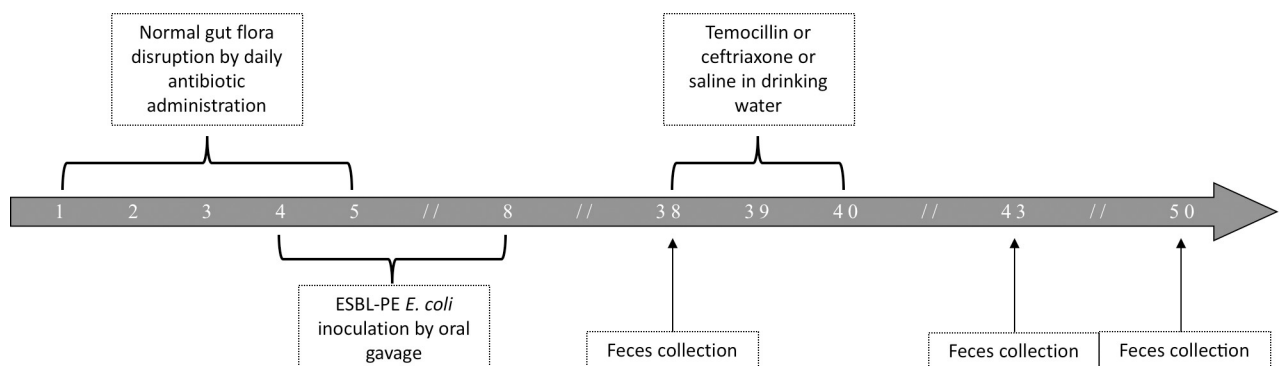 Normal gut flora
disruption by daily
antibiotic
administration
Temocillin or
ceftriaxone or
saline in drinking
water
1 2 3 4 5 // 8 // 38 39 40 // 43 // 50
ESBL-PE E. coli
inoculation by oral
gavage
Feces collection
Feces collection
Feces collection